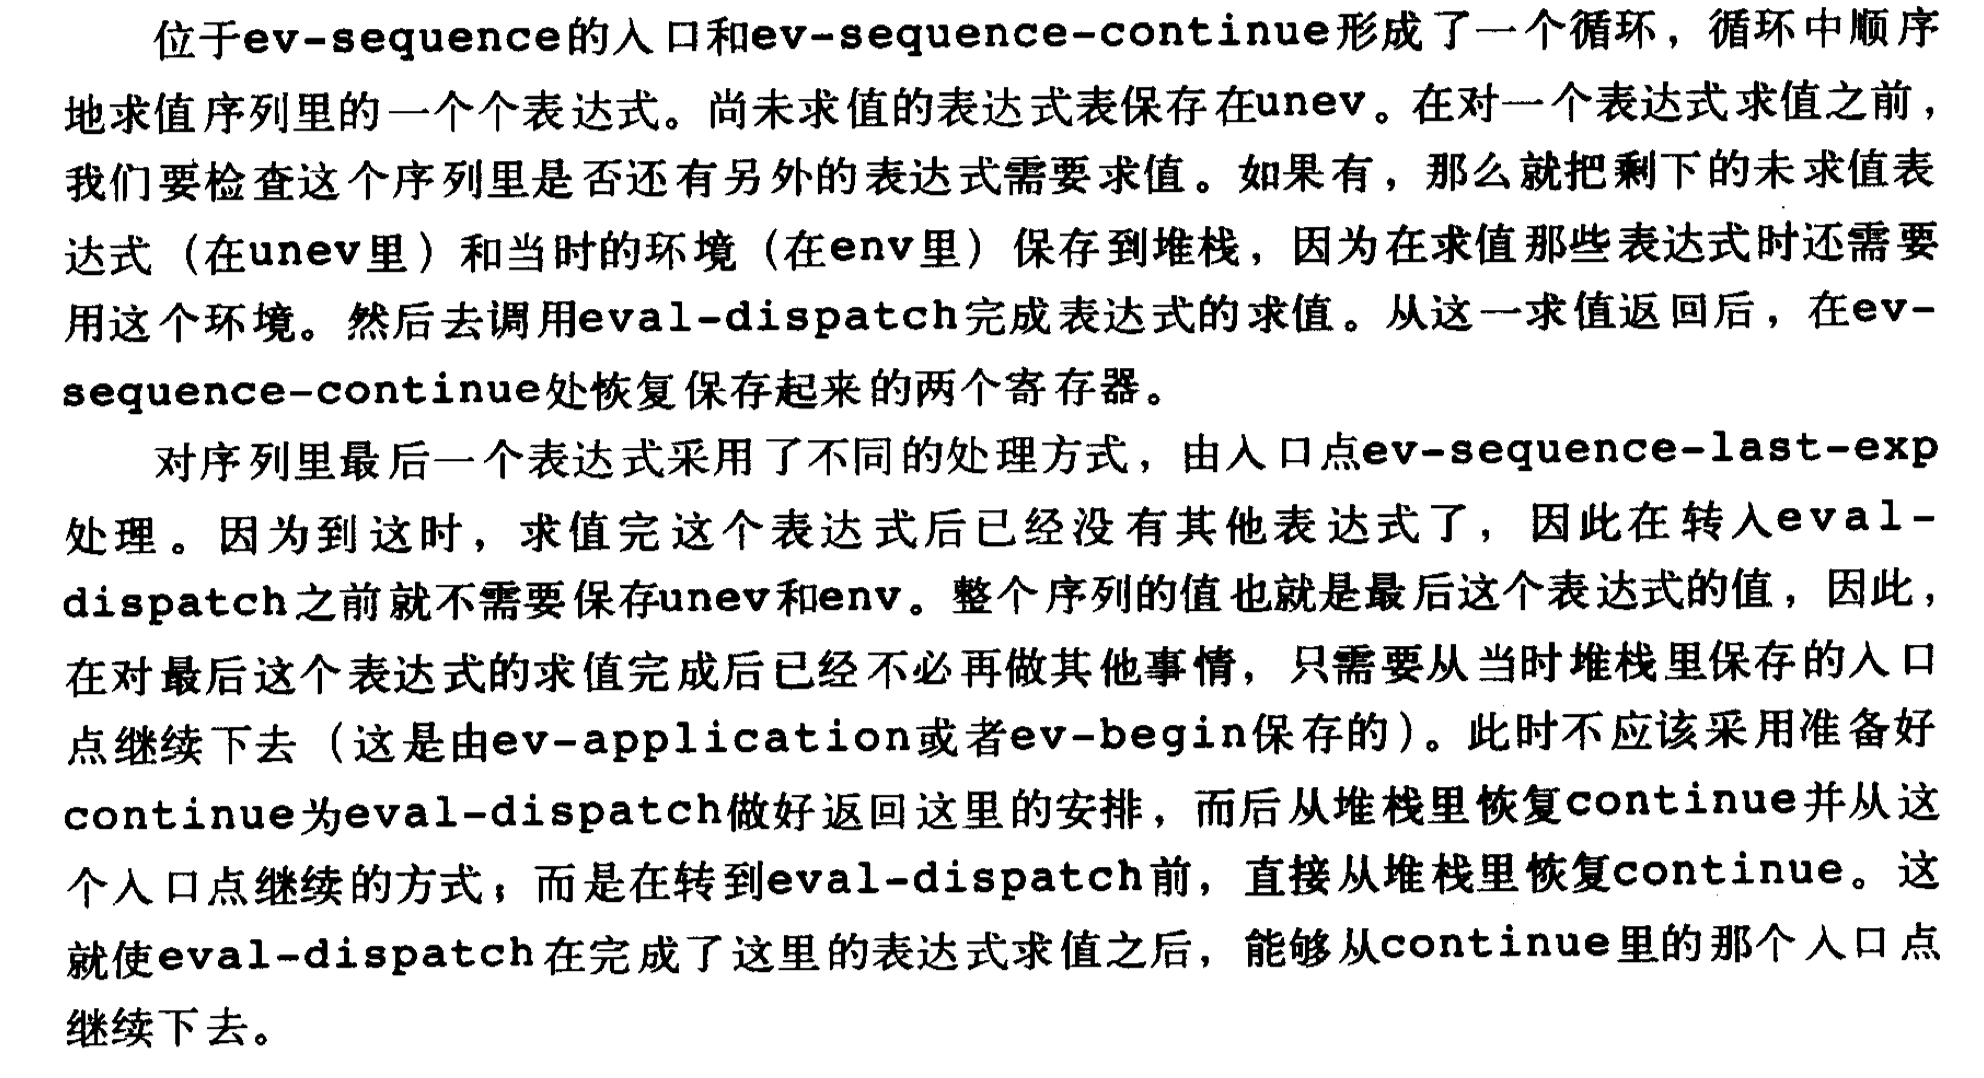 位于ev-sequence的入口和ev-sequence-continue形成了一个循环，循环中顺序
地求值序列里的一个个表达式。尚未求值的表达式表保存在unev。在对一个表达式求值之前，
我们要检查这个序列里是否还有另外的表达式需要求值。如果有，那么就把剩下的未求值表
达式（在unev里）和当时的环境（在env里）保存到堆栈，因为在求值那些表达式时还需要
用这个环境。然后去调用eval-dispatch完成表达式的求值。从这一求值返回后，在ev-
sequence-continue处恢复保存起来的两个寄存器。
对序列里最后一个表达式采用了不同的处理方式，由入口点ev-sequence-last-exp
处理。因为到这时，求值完这个表达式后已经没有其他表达式了，因此在转入eval-
dispatch之前就不需要保存unev和env。整个序列的值也就是最后这个表达式的值，因此，
在对最后这个表达式的求值完成后已经不必再做其他事情，只需要从当时堆栈里保存的入口
点继续下去（这是由ev-application或者ev-begin保存的）。此时不应该采用准备好
continue为eval-dispatch做好返回这里的安排，而后从堆栈里恢复continue并从这
个入口点继续的方式；而是在转到eval-dispatch前，直接从堆栈里恢复continue。这
就使eval-dispatch在完成了这里的表达式求值之后，能够从continue里的那个入口点
继续下去。